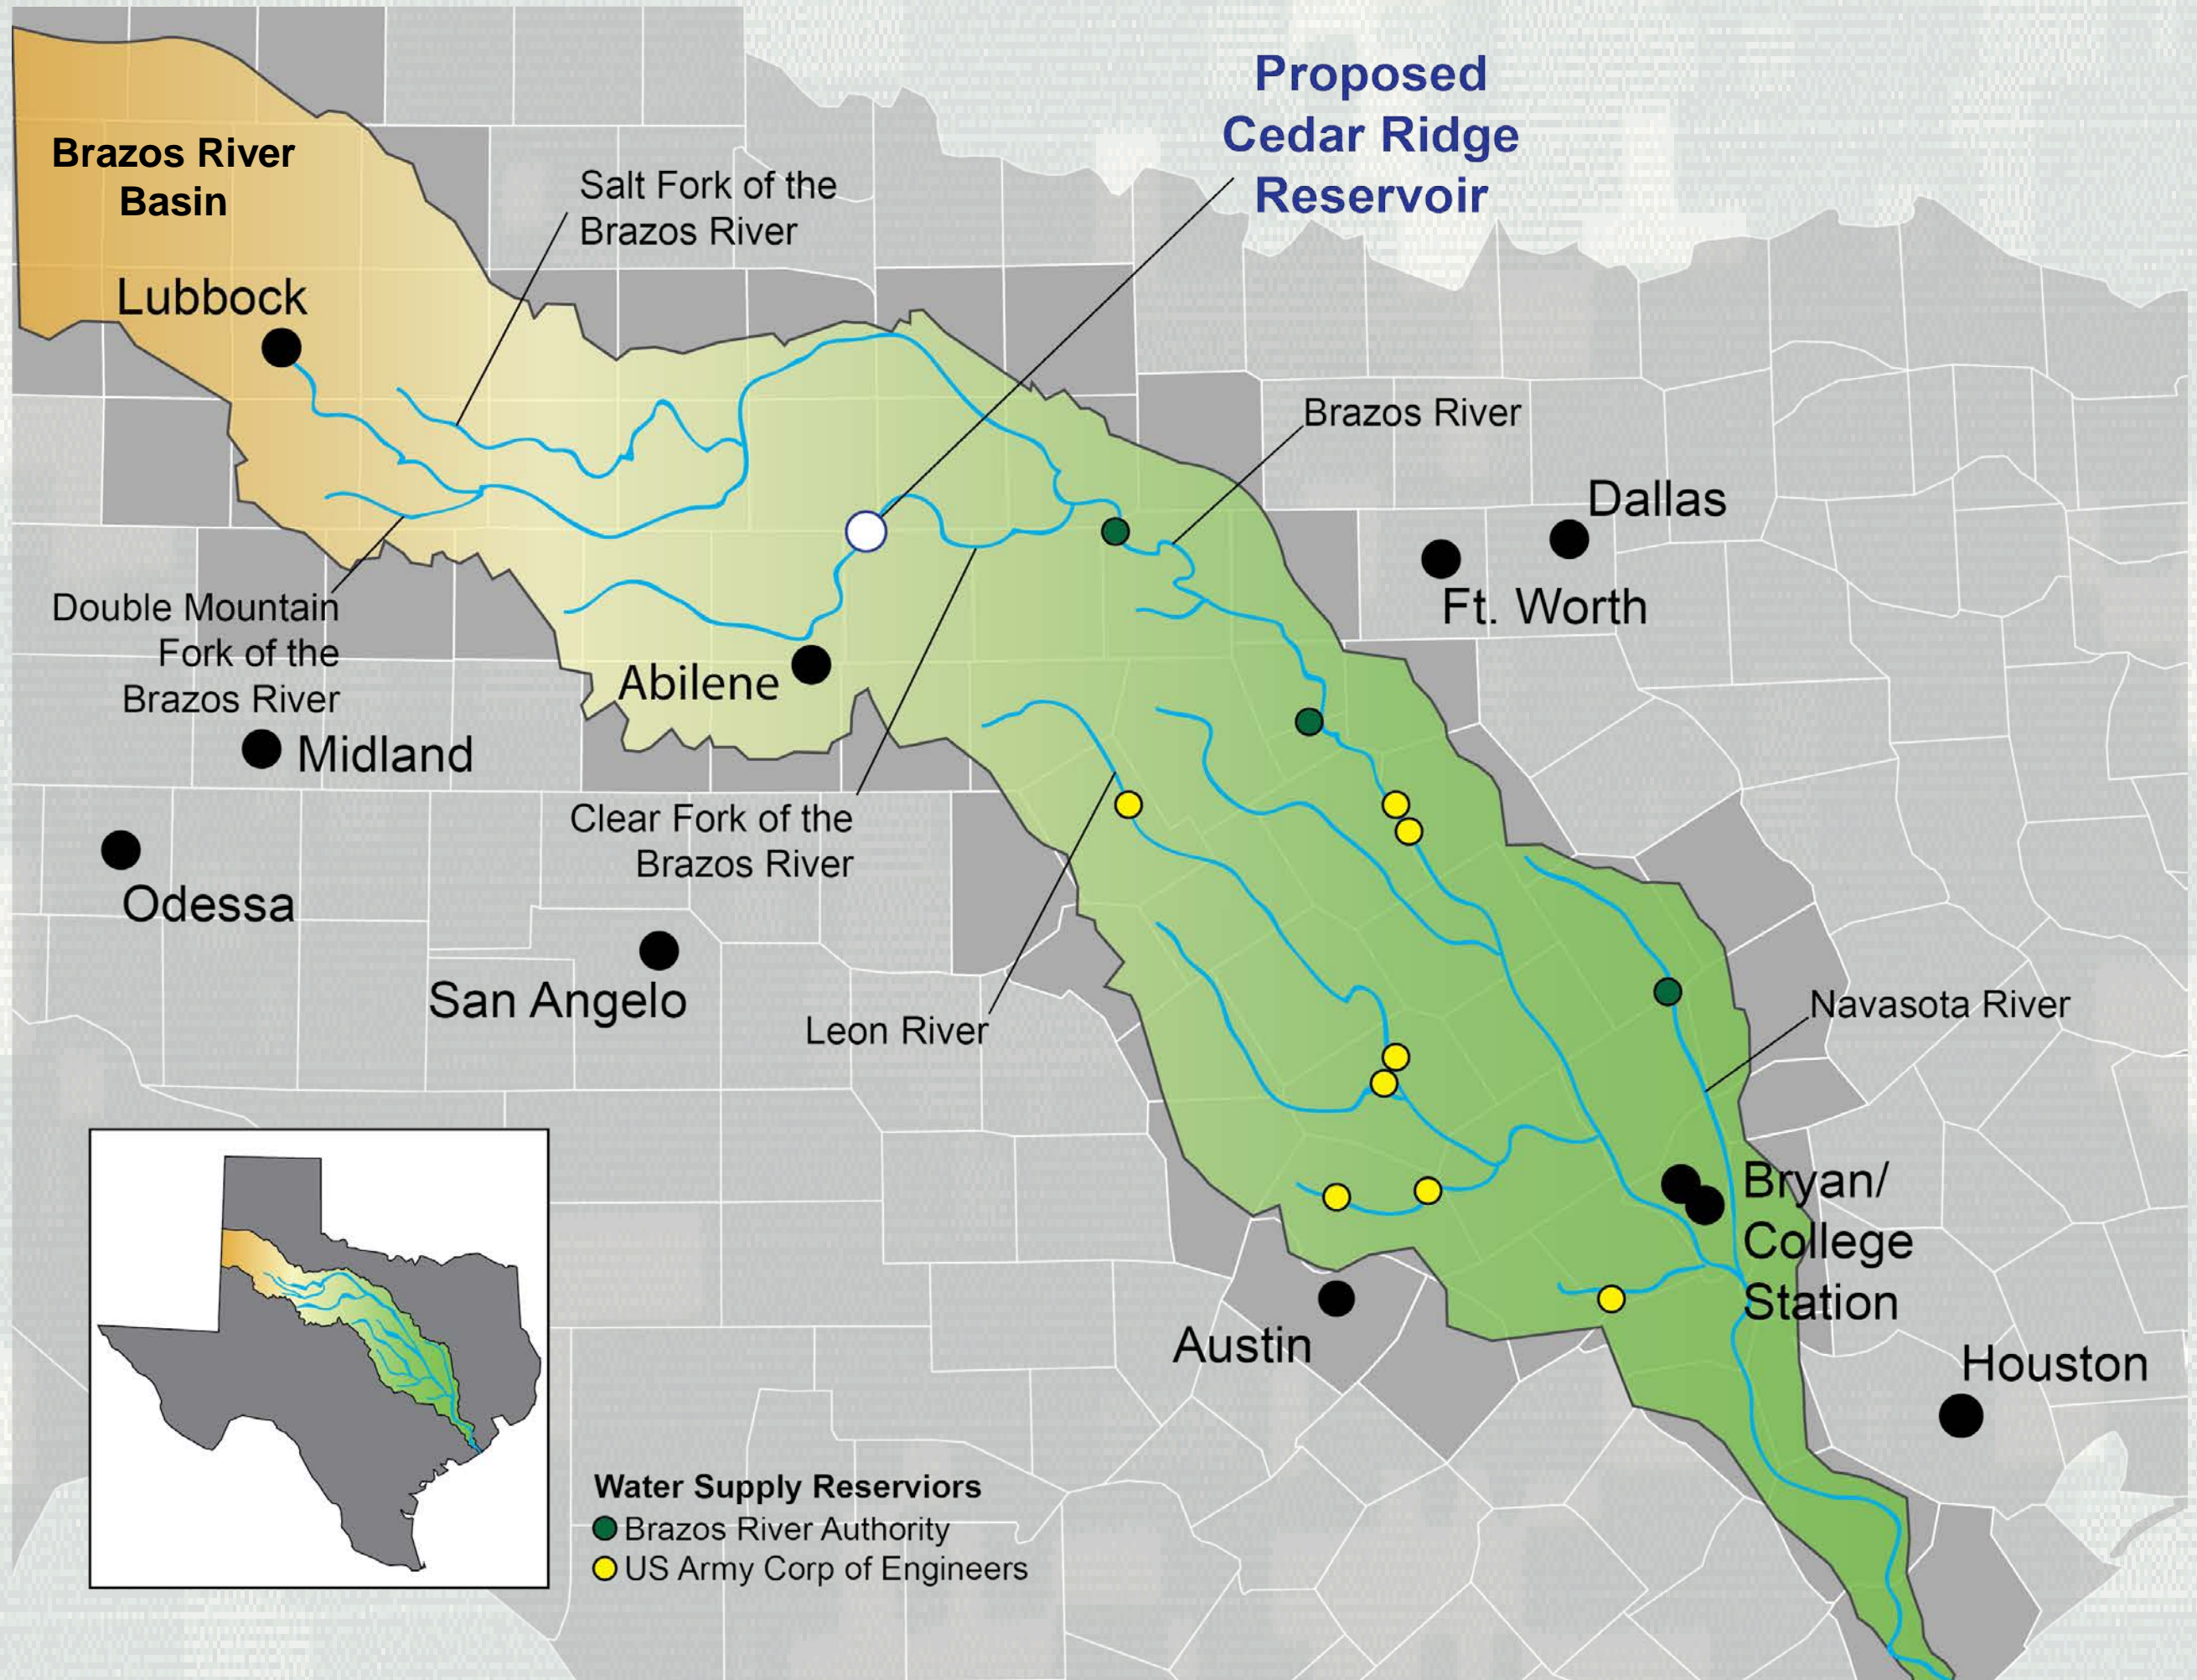 Proposed
Cedar Ridge
Reservoir
Brazos River
Basin
Salt Fork of the
Brazos River
Lubbock
Brazos River
Dallas
Ft. Worth
Double Mountain
Fork of the
Brazos River
Abilene
Midland
Clear Fork of the
Brazos River
Odessa
San Angelo
Leon River
Navasota River
Bryan/
College
Station
Austin
Houston
Water Supply Reserviors
Brazos River Authority
US Army Corp of Engineers